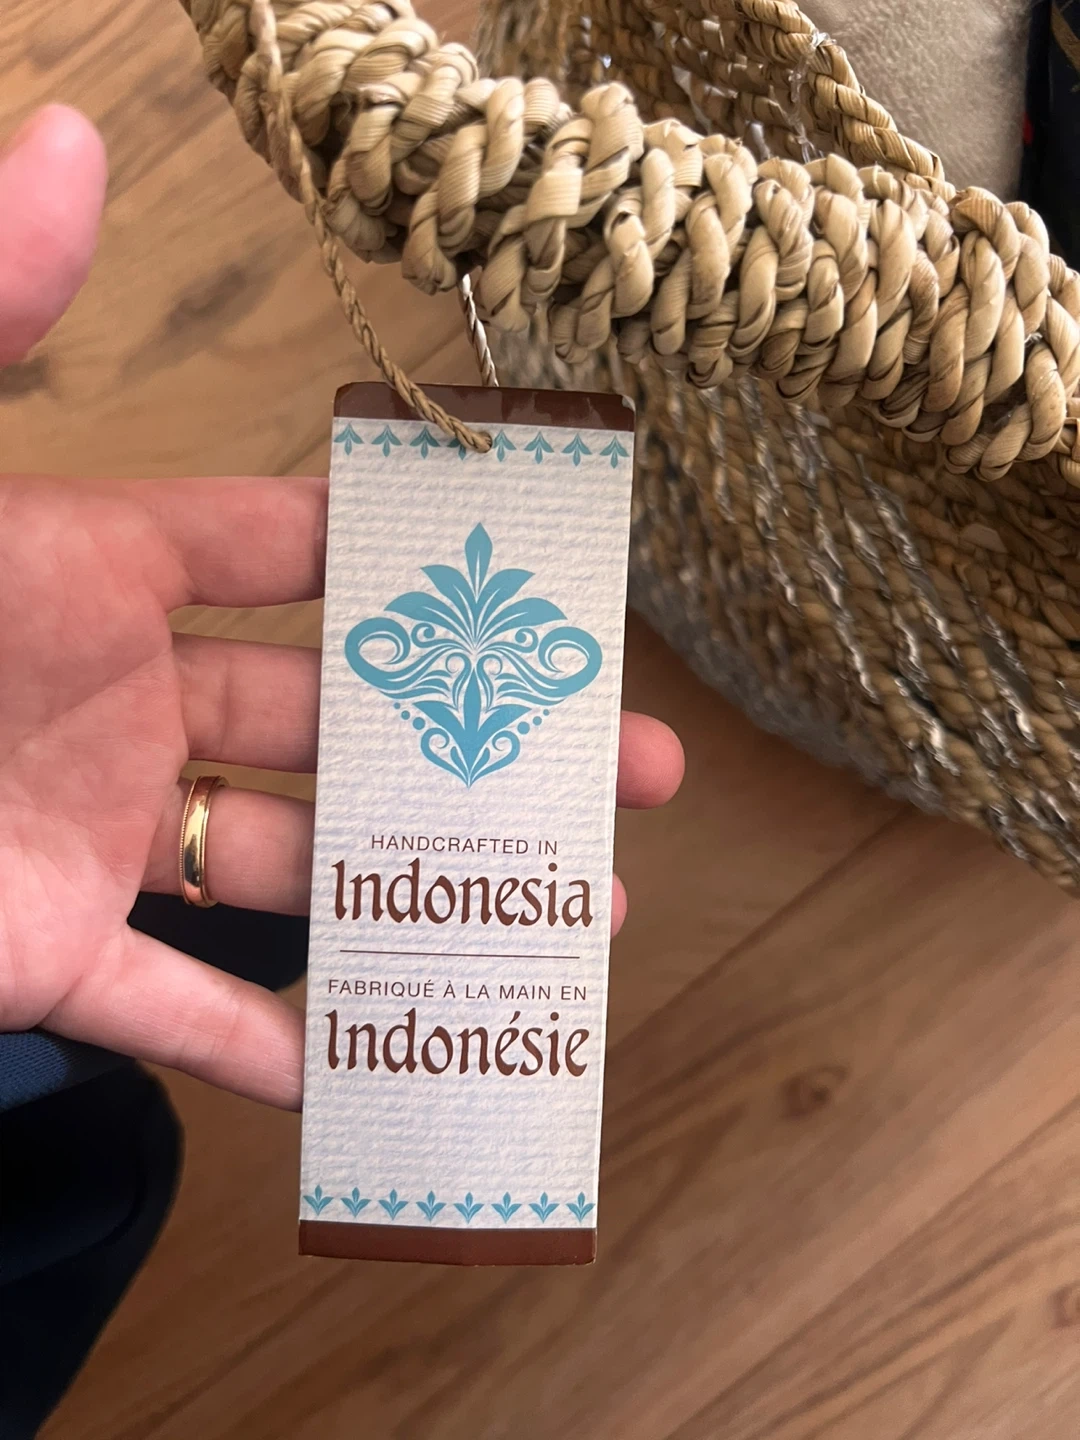 HANDCRAFTED IN
Indonesia
FABRIQUÉ À LA MAIN EN
Indonésie